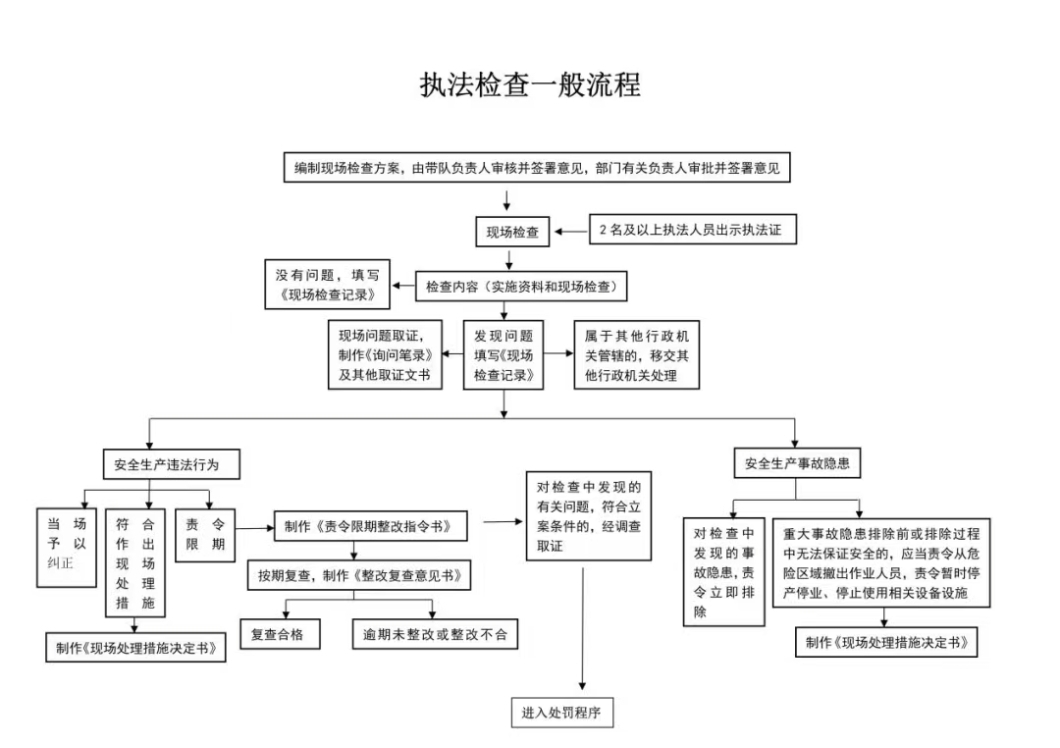 执法检查一般流程
编制现场检查方案，由带队负责人审核并签署意见，部门有关负责人审批并签署意见
现场检查
2 名及以上执法人员出示执法证
没有问题，填写
《现场检查记录》
检查内容（实施资料和现场检查）
现场问题取证，
制作《询问笔录》
及其他取证文书
发现问题
填写《现场
检查记录》
属于其他行政机
关管辖的，移交其
他行政机关处理
安全生产违法行为
安全生产事故隐患
当场
予以
纠正
符合
作出
现场
处理
措施
责令
限期
制作《责令限期整改指令书》
对检查中发现的
有关问题，符合立
案条件的，经调查
取证
对检查中
发现的事
故隐患，责
令立即排
除
重大事故隐患排除前或排除过程
中无法保证安全的，应当责令从危
险区域撤出作业人员，责令暂时停
产停业、停止使用相关设备设施
按期复查，制作《整改复查意见书》
复查合格
逾期未整改或整改不合
制作《现场处理措施决定书》
制作《现场处理措施决定书》
进入处罚程序